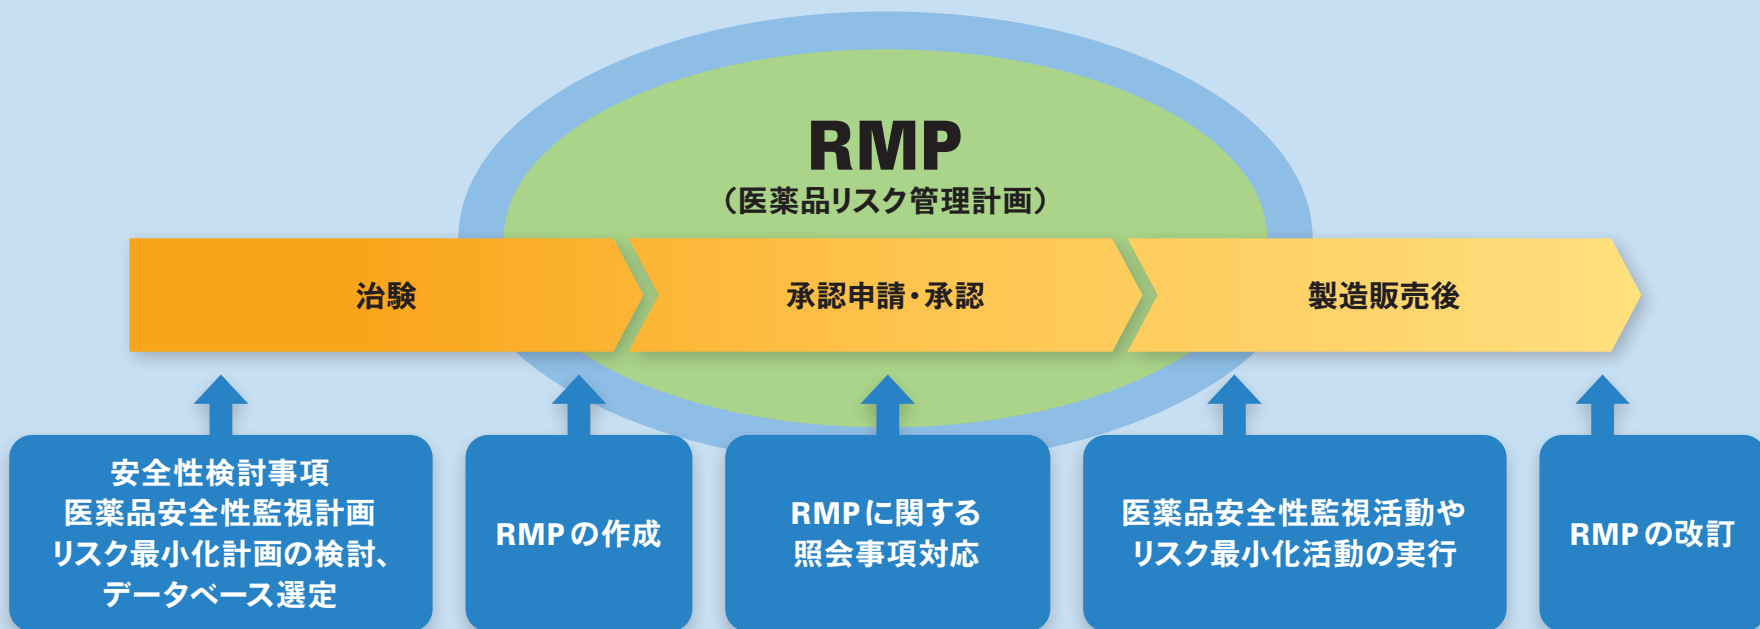 RMP
（医薬品リスク管理計画）
治験
承認申請・承認
製造販売後
安全性検討事項
医薬品安全性監視計画
リスク最小化計画の検討、
データベース選定
RMPの作成
RMPに関する
照会事項対応
医薬品安全性監視活動や
リスク最小化活動の実行
RMPの改訂